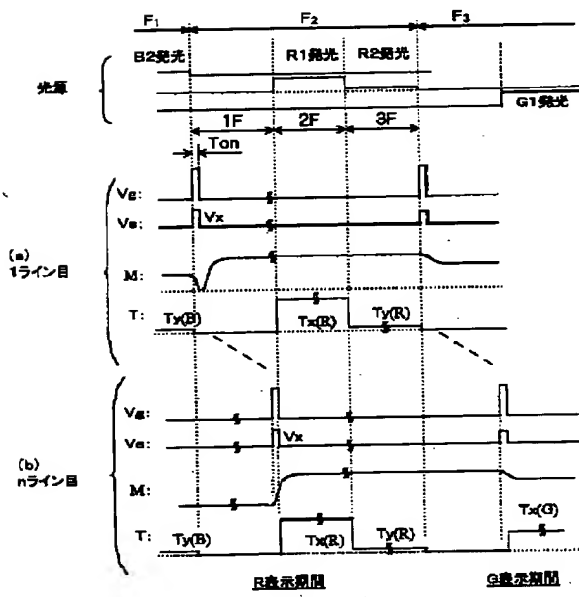 F₁ F₂ F₃
B2発光 R1発光 R2発光
光源
G1発光
1F 2F 3F
Ton
Vg:
Vs: Vx
(a)
1ライン目
M:
T: Ty(B) Tx(R) Ty(R)
Vg:
Vs: Vx
(b)
nライン目
M:
Tx(G)
T: Ty(B) Tx(R) Ty(R)
R表示期間 G表示期間